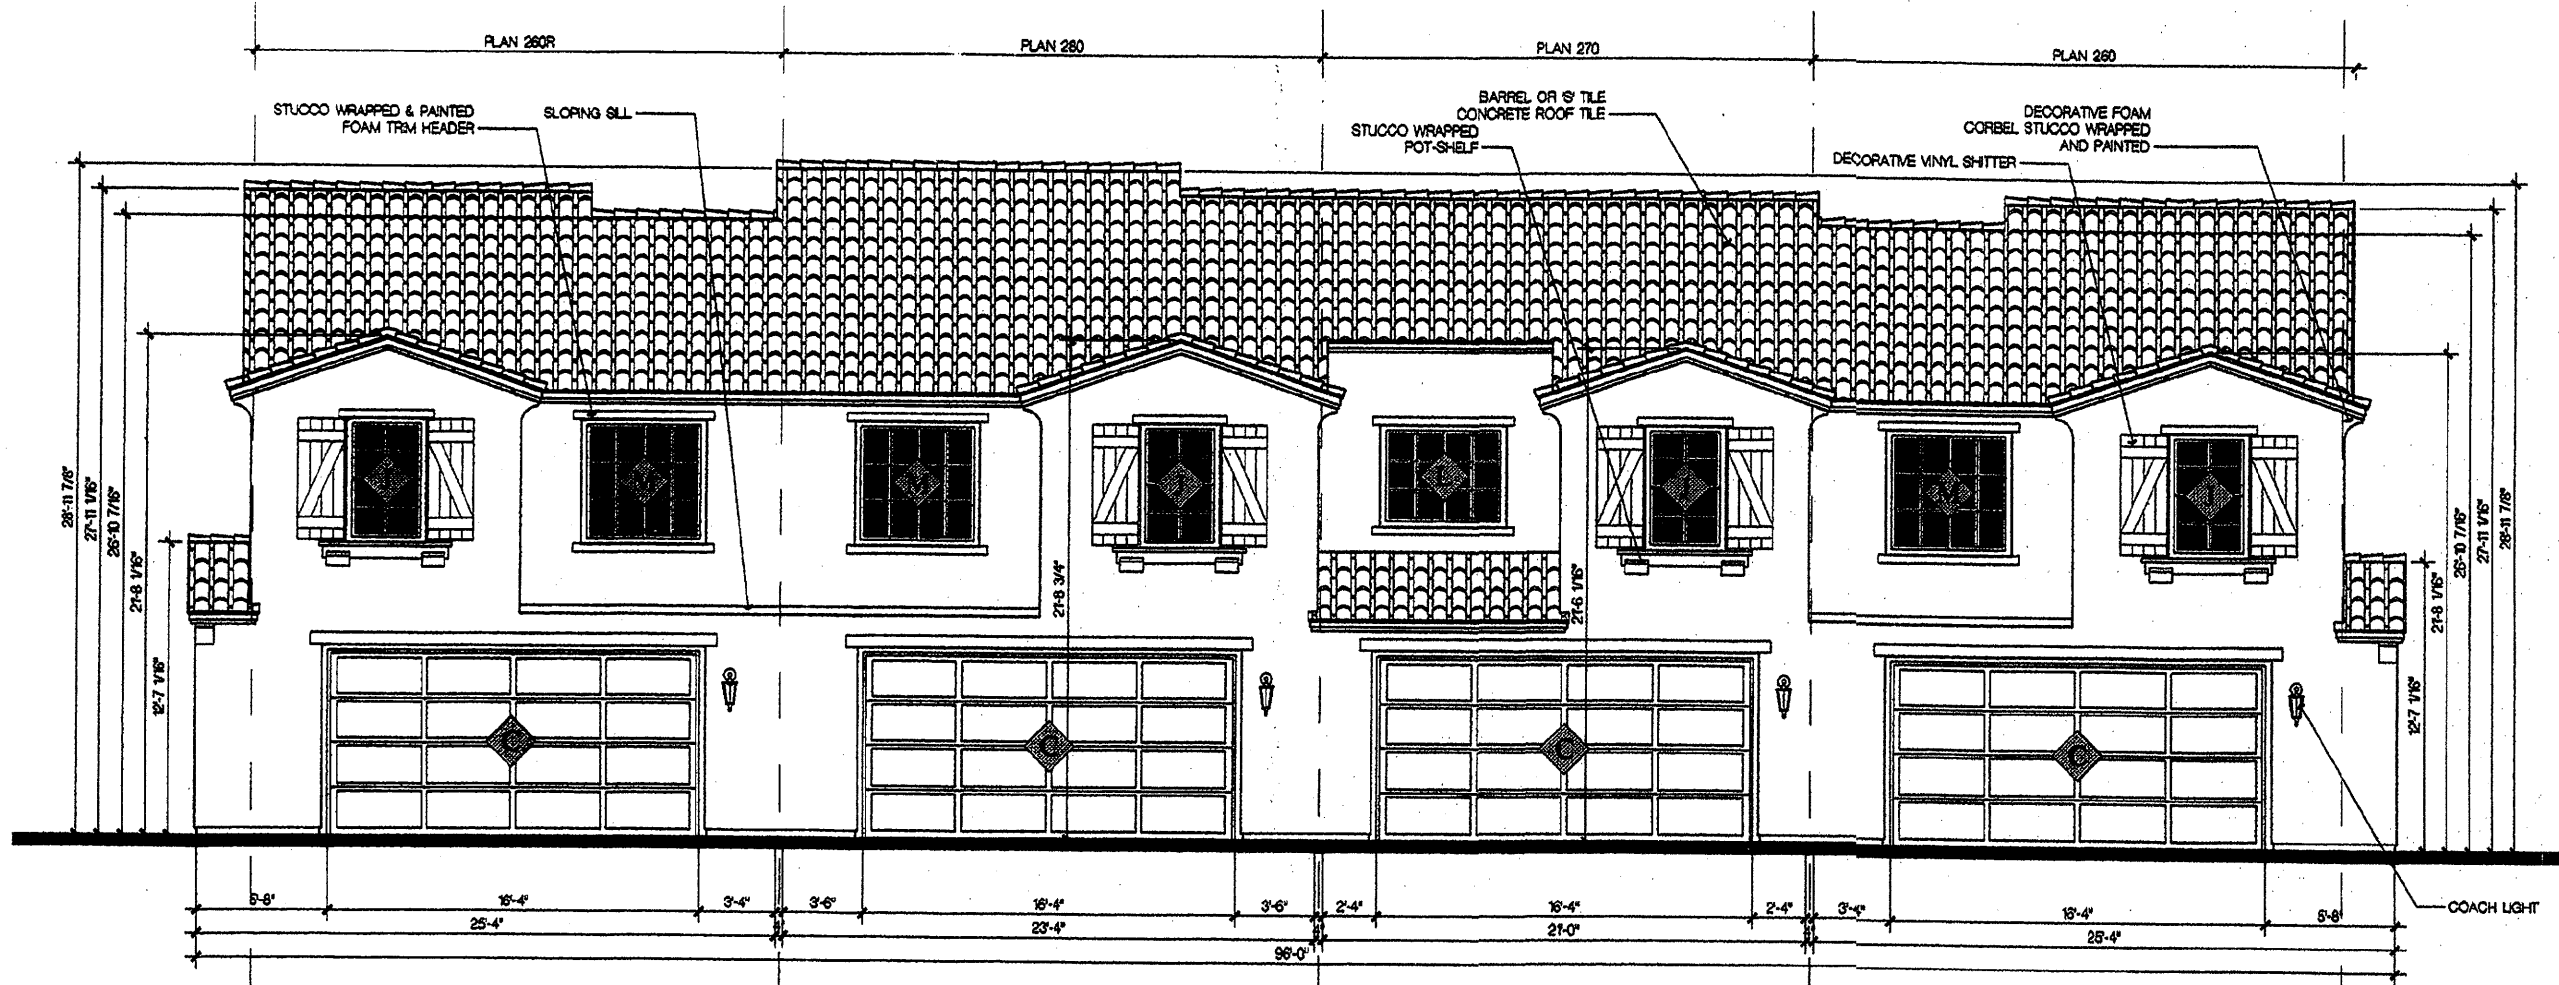 PLAN 260R
PLAN 280
PLAN 270
PLAN 260
STUCCO WRAPPED & PAINTED
FOAM TRIM HEADER
SLOPING SILL
BARREL OR 'S' TILE
CONCRETE ROOF TILE
STUCCO WRAPPED
POT-SHELF
DECORATIVE FOAM
CORBEL STUCCO WRAPPED
AND PAINTED
DECORATIVE VINYL SHITTER
28'-11 7/8"
27'-11 1/16"
26'-10 7/16"
21'-8 1/16"
12'-7 1/16"
21'-8 3/4"
21'-6 1/16"
12'-7 1/16"
21'-8 1/16"
26'-10 7/16"
27'-11 1/16"
28'-11 7/8"
M
M
L
M
C
C
C
C
5'-8"
16'-4"
3'-4"
3'-6"
16'-4"
3'-6"
2'-4"
16'-4"
2'-4"
3'-4"
16'-4"
5'-8"
25'-4"
23'-4"
21'-0"
25'-4"
96'-0"
COACH LIGHT